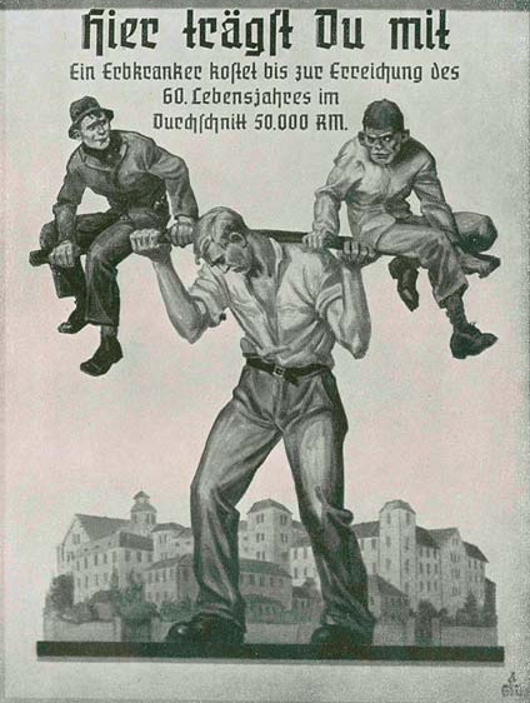 Hier trägst Du mit
Ein Erbkranker kostet bis zur Erreichung des
60. Lebensjahres im
Durchschnitt 50.000 RM.